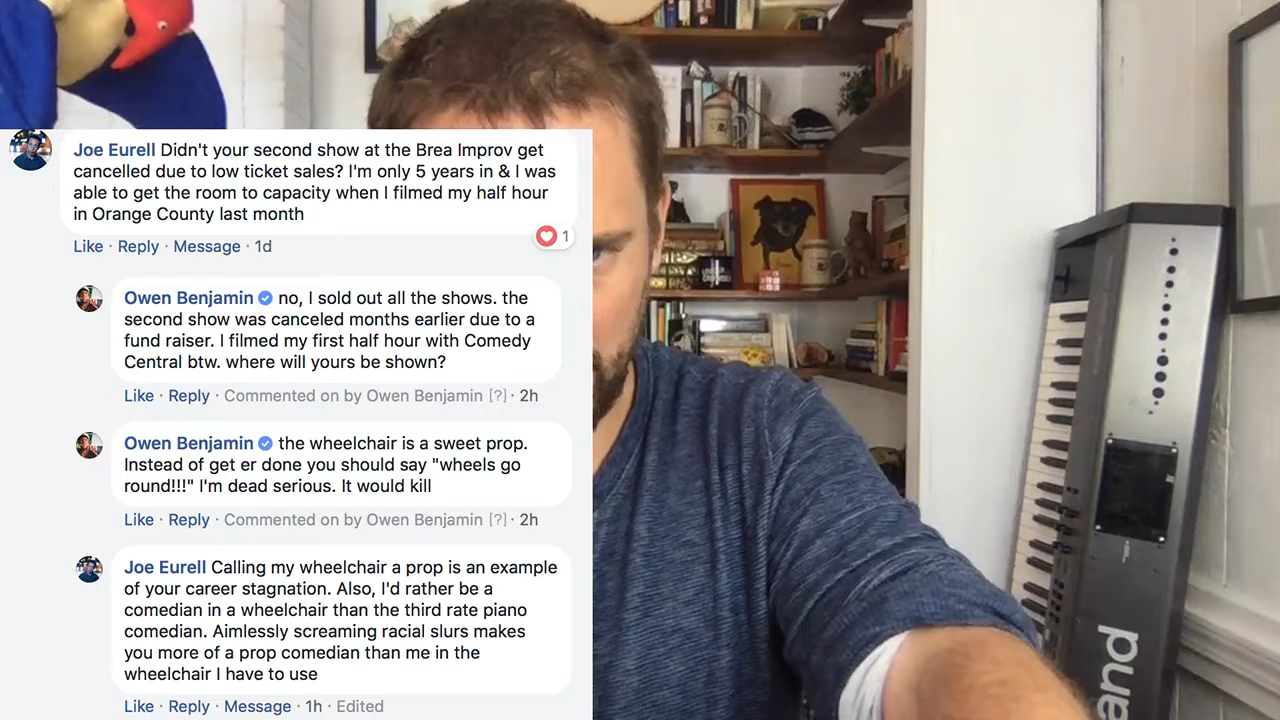 Joe Eurell Didn't your second show at the Brea Improv get
cancelled due to low ticket sales? I'm only 5 years in & I was
able to get the room to capacity when I filmed my half hour
in Orange County last month
1
Like · Reply · Message · 1d
Owen Benjamin no, I sold out all the shows. the
second show was canceled months earlier due to a
fund raiser. I filmed my first half hour with Comedy
Central btw. where will yours be shown?
Like · Reply · Commented on by Owen Benjamin [?] · 2h
Owen Benjamin the wheelchair is a sweet prop.
Instead of get er done you should say "wheels go
round!!!" I'm dead serious. It would kill
Like · Reply · Commented on by Owen Benjamin [?] · 2h
Joe Eurell Calling my wheelchair a prop is an example
of your career stagnation. Also, I'd rather be a
comedian in a wheelchair than the third rate piano
comedian. Aimlessly screaming racial slurs makes
you more of a prop comedian than me in the
wheelchair I have to use
Like · Reply · Message · 1h · Edited
and